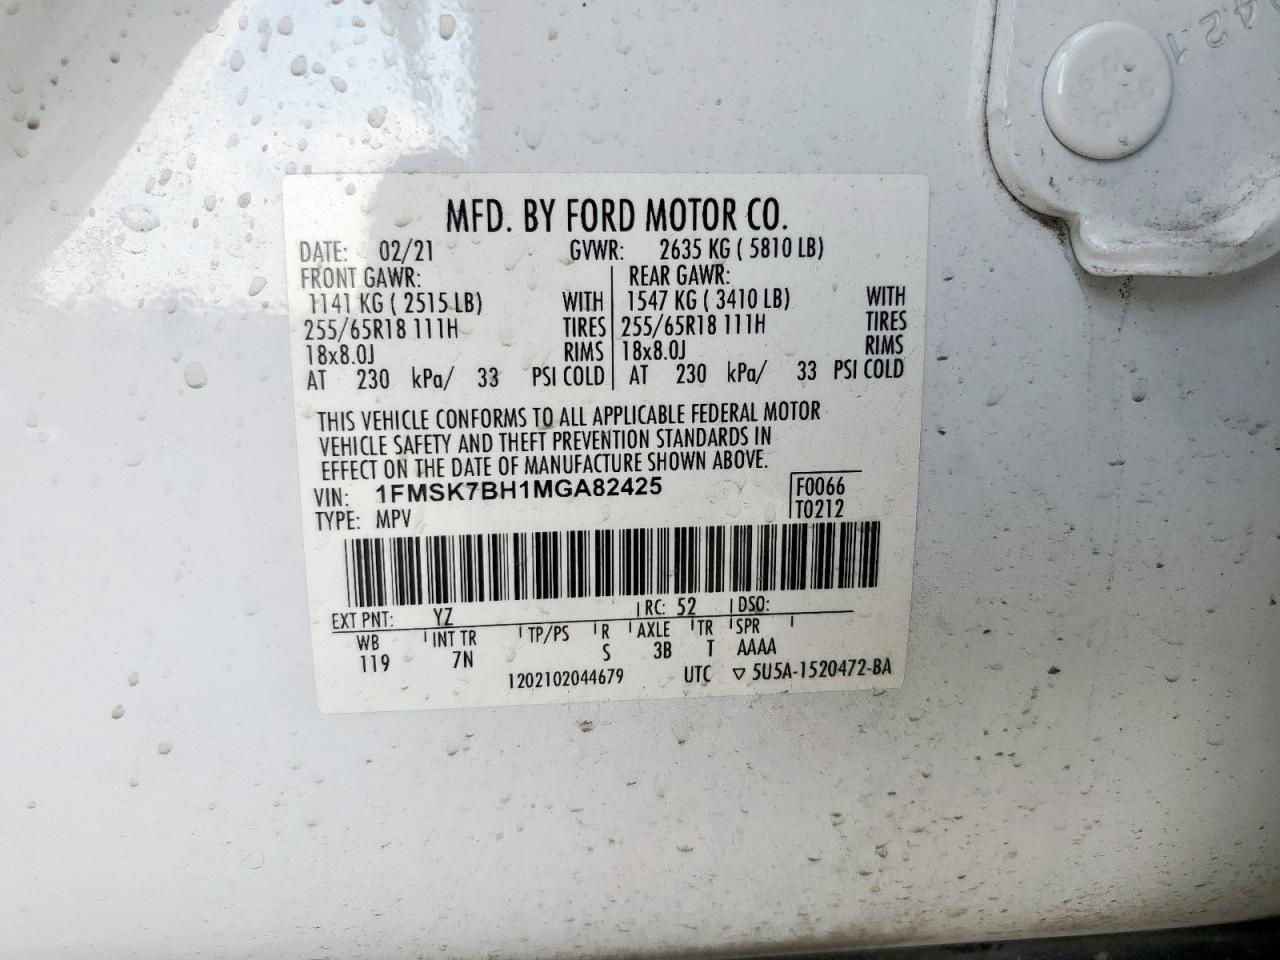 MFD. BY FORD MOTOR CO.
DATE: 02/21 GVWR: 2635 KG ( 5810 LB)
FRONT GAWR: REAR GAWR:
1141 KG ( 2515 LB) WITH 1547 KG ( 3410 LB) WITH
255/65R18 111H TIRES 255/65R18 111H TIRES
18x8.0J RIMS 18x8.0J RIMS
AT 230 kPa/ 33 PSI COLD AT 230 kPa/ 33 PSI COLD
THIS VEHICLE CONFORMS TO ALL APPLICABLE FEDERAL MOTOR
VEHICLE SAFETY AND THEFT PREVENTION STANDARDS IN
EFFECT ON THE DATE OF MANUFACTURE SHOWN ABOVE.
VIN: 1FMSK7BH1MGA82425 F0066
TYPE: MPV T0212
EXT PNT: YZ RC: 52 DSO:
WB INT TR TP/PS R AXLE TR SPR
119 7N S 3B T AAAA
1202102044679 UTC ▽ 5U5A-1520472-BA